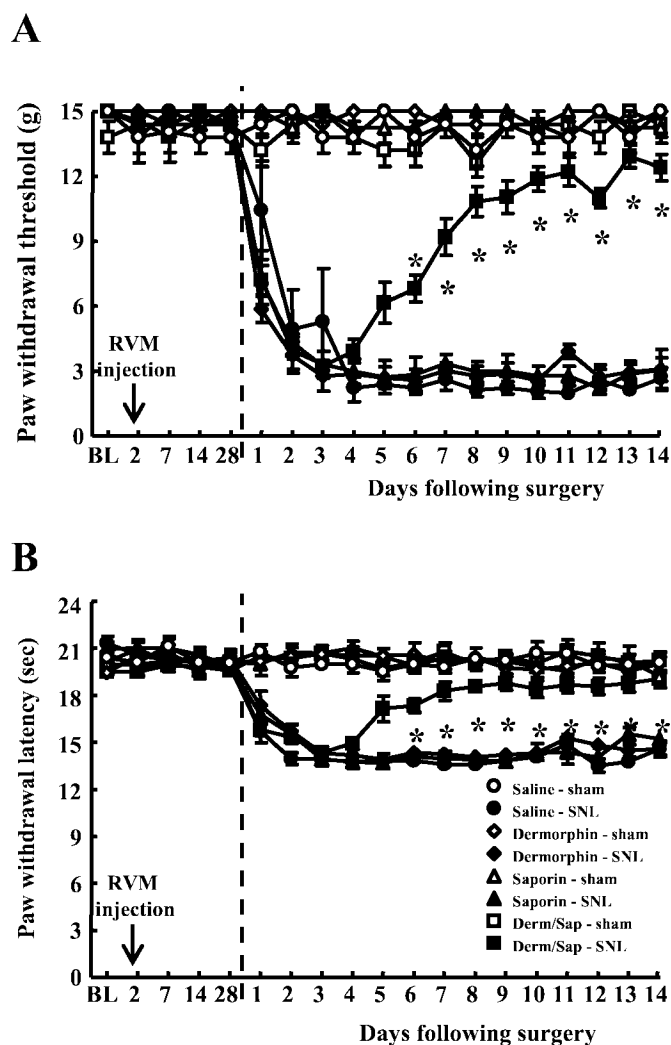 A
Paw withdrawal threshold (g)
15
12
9
6
3
0
RVM
injection
BL 2 7 14 28 1 2 3 4 5 6 7 8 9 10 11 12 13 14
Days following surgery
* * * * * * * * *
B
Paw withdrawal latency (sec)
24
21
18
15
12
9
6
3
0
* * * * * * * * *
Saline - sham
Saline - SNL
Dermorphin - sham
Dermorphin - SNL
Saporin - sham
Saporin - SNL
Derm/Sap - sham
Derm/Sap - SNL
RVM
injection
BL 2 7 14 28 1 2 3 4 5 6 7 8 9 10 11 12 13 14
Days following surgery